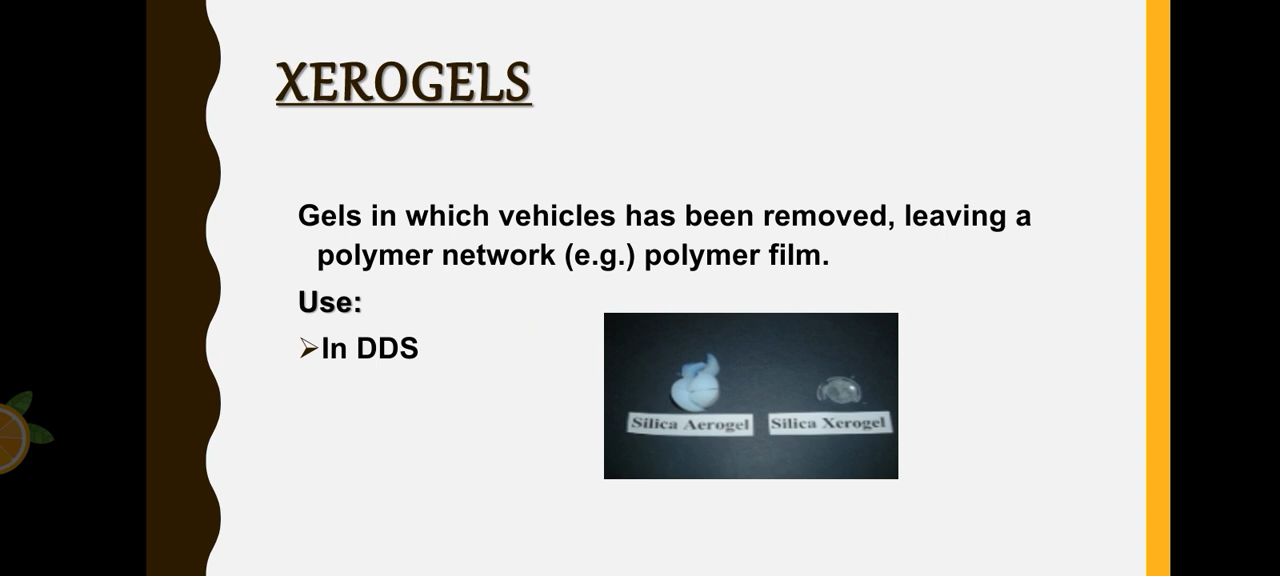 XEROGELS
Gels in which vehicles has been removed, leaving a
polymer network (e.g.) polymer film.
Use:
➢In DDS
Silica Aerogel
Silica Xerogel